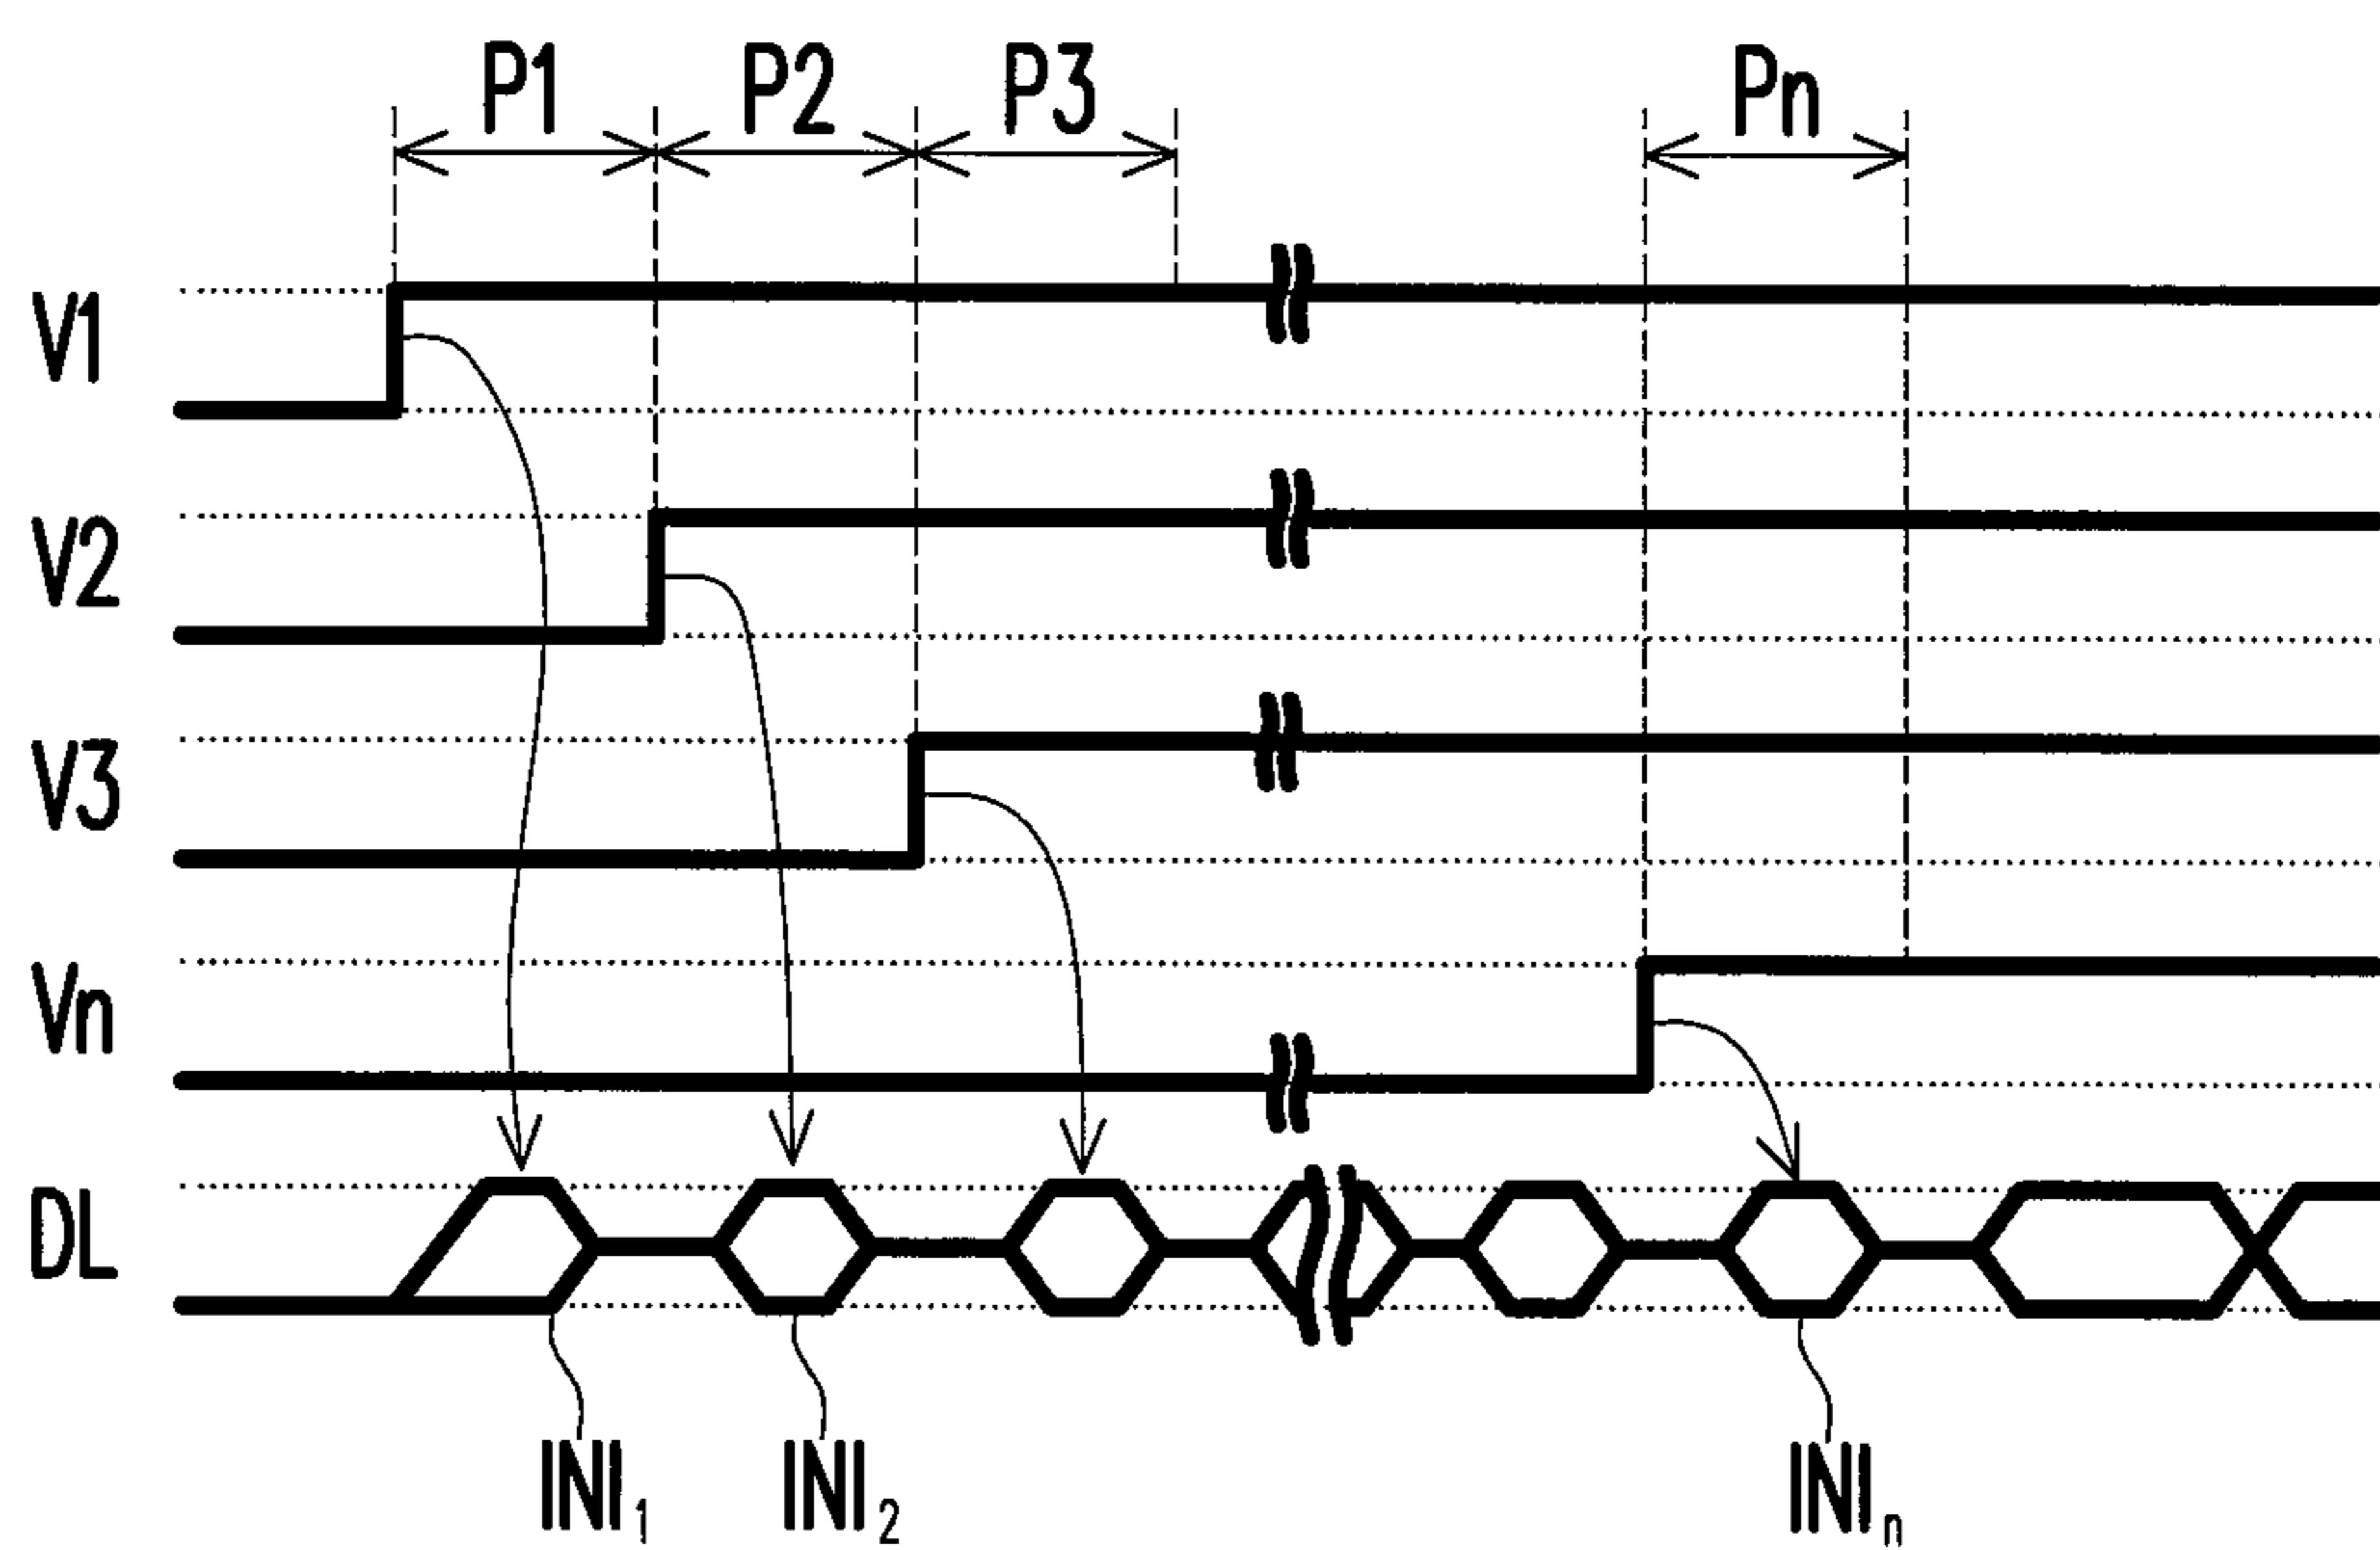 P1 P2 P3 Pn
V1
V2
V3
Vn
DL
INI1 INI2 INIn